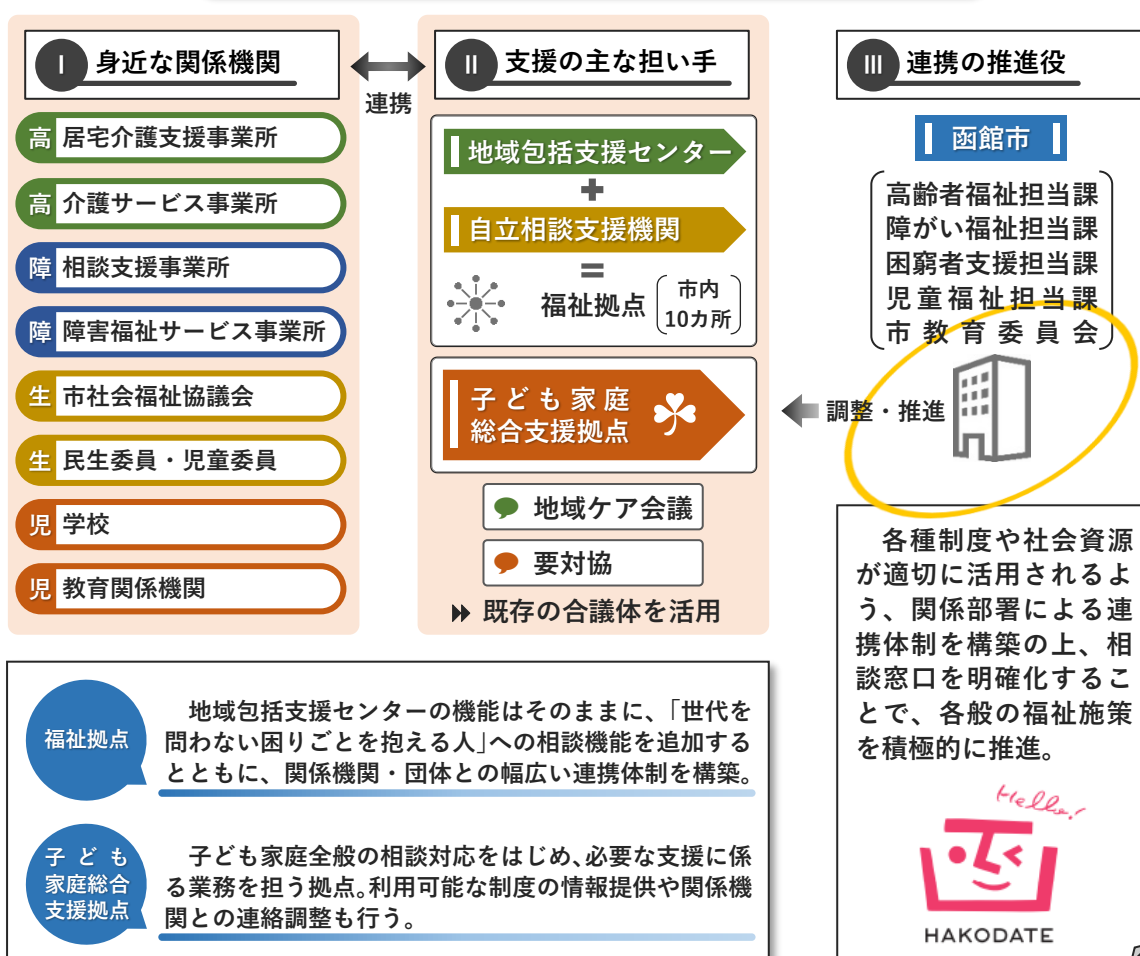 Ⅰ 身近な関係機関
連携
Ⅱ 支援の主な担い手
Ⅲ 連携の推進役
高 居宅介護支援事業所
高 介護サービス事業所
障 相談支援事業所
障 障害福祉サービス事業所
生 市社会福祉協議会
生 民生委員・児童委員
児 学校
児 教育関係機関
地域包括支援センター
+
自立相談支援機関
=
福祉拠点
市内
10カ所
子ども家庭
総合支援拠点
地域ケア会議
要対協
既存の合議体を活用
函館市
高齢者福祉担当課
障がい福祉担当課
困窮者支援担当課
児童福祉担当課
市教育委員会
調整・推進
各種制度や社会資源
が適切に活用されるよ
う、関係部署による連
携体制を構築の上、相
談窓口を明確化するこ
とで、各般の福祉施策
を積極的に推進。
Hello!
HAKODATE
福祉拠点
地域包括支援センターの機能はそのままに、「世代を
問わない困りごとを抱える人」への相談機能を追加する
とともに、関係機関・団体との幅広い連携体制を構築。
子ども
家庭総合
支援拠点
子ども家庭全般の相談対応をはじめ、必要な支援に係
る業務を担う拠点。利用可能な制度の情報提供や関係機
関との連絡調整も行う。